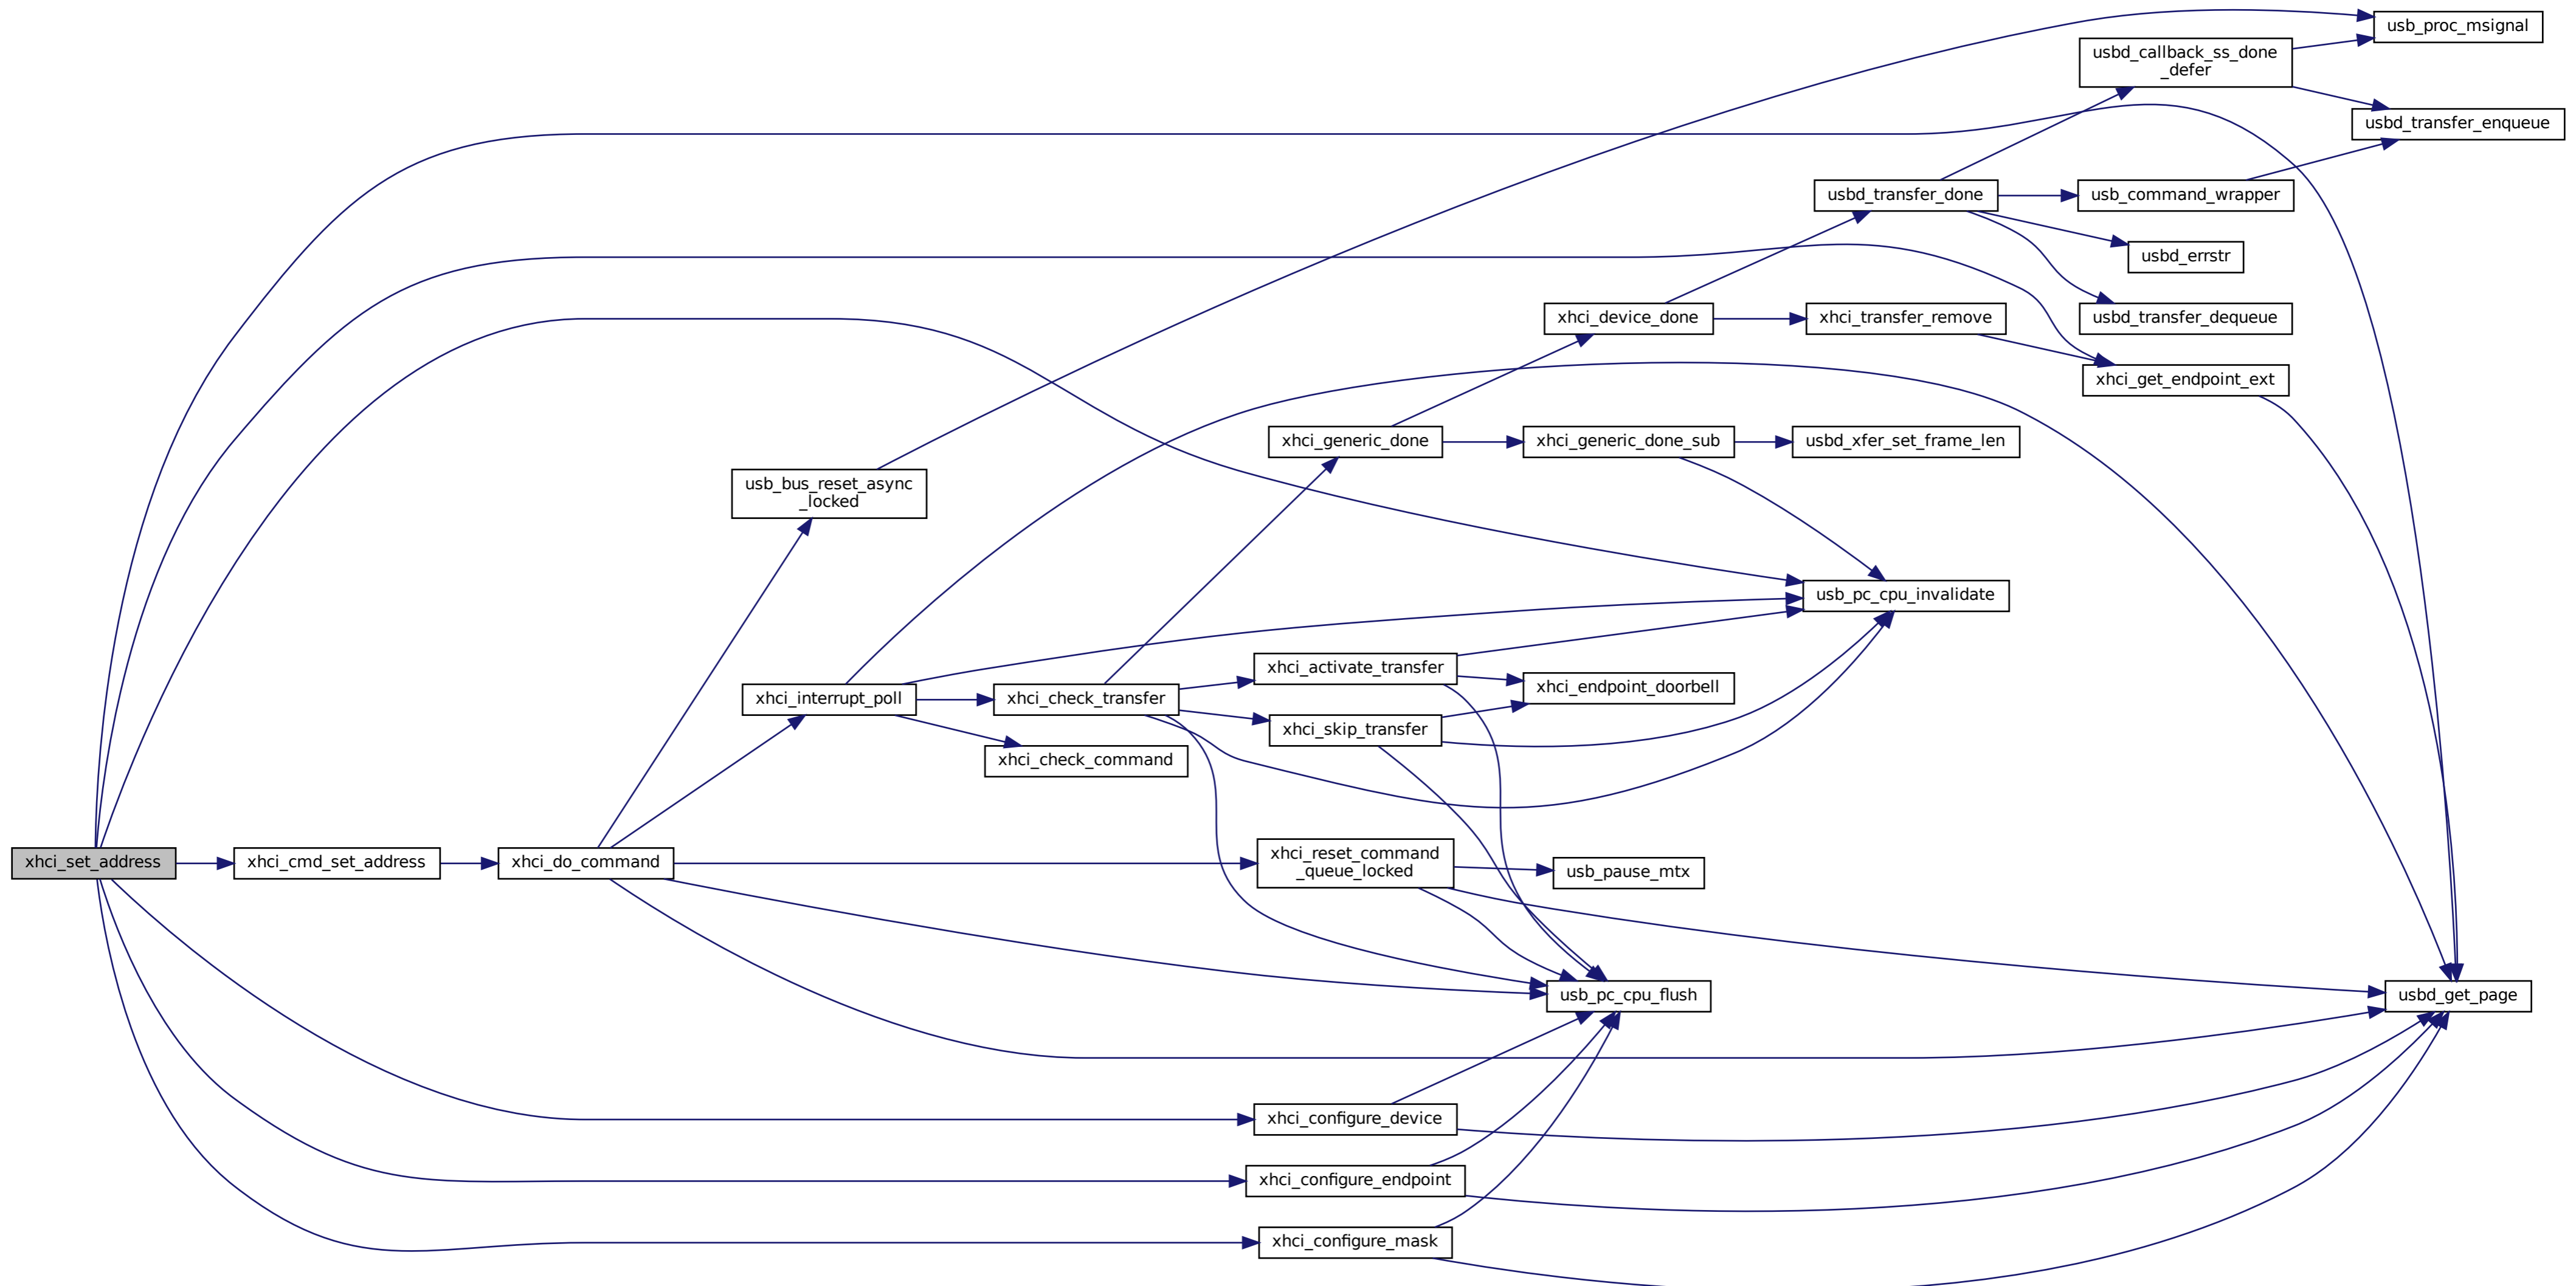 usb_proc_msignal
usbd_callback_ss_done
_defer
usbd_transfer_enqueue
usbd_transfer_done
usb_command_wrapper
usbd_errstr
xhci_device_done
xhci_transfer_remove
usbd_transfer_dequeue
xhci_get_endpoint_ext
xhci_generic_done
xhci_generic_done_sub
usbd_xfer_set_frame_len
usb_bus_reset_async
_locked
usb_pc_cpu_invalidate
xhci_activate_transfer
xhci_endpoint_doorbell
xhci_interrupt_poll
xhci_check_transfer
xhci_skip_transfer
xhci_check_command
xhci_set_address
xhci_cmd_set_address
xhci_do_command
xhci_reset_command
_queue_locked
usb_pause_mtx
usb_pc_cpu_flush
usbd_get_page
xhci_configure_device
xhci_configure_endpoint
xhci_configure_mask